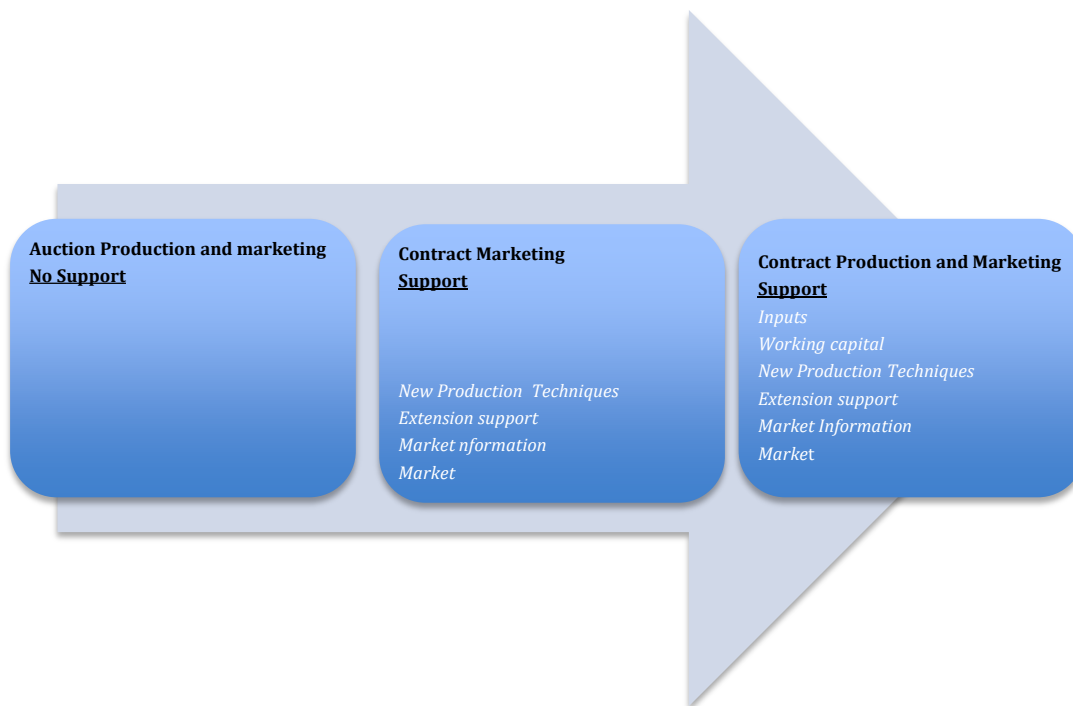 Auction Production and marketing
No Support
Contract Marketing
Support
New Production  Techniques
Extension support
Market nformation
Market
Contract Production and Marketing
Support
Inputs
Working capital
New Production Techniques
Extension support
Market Information
Market